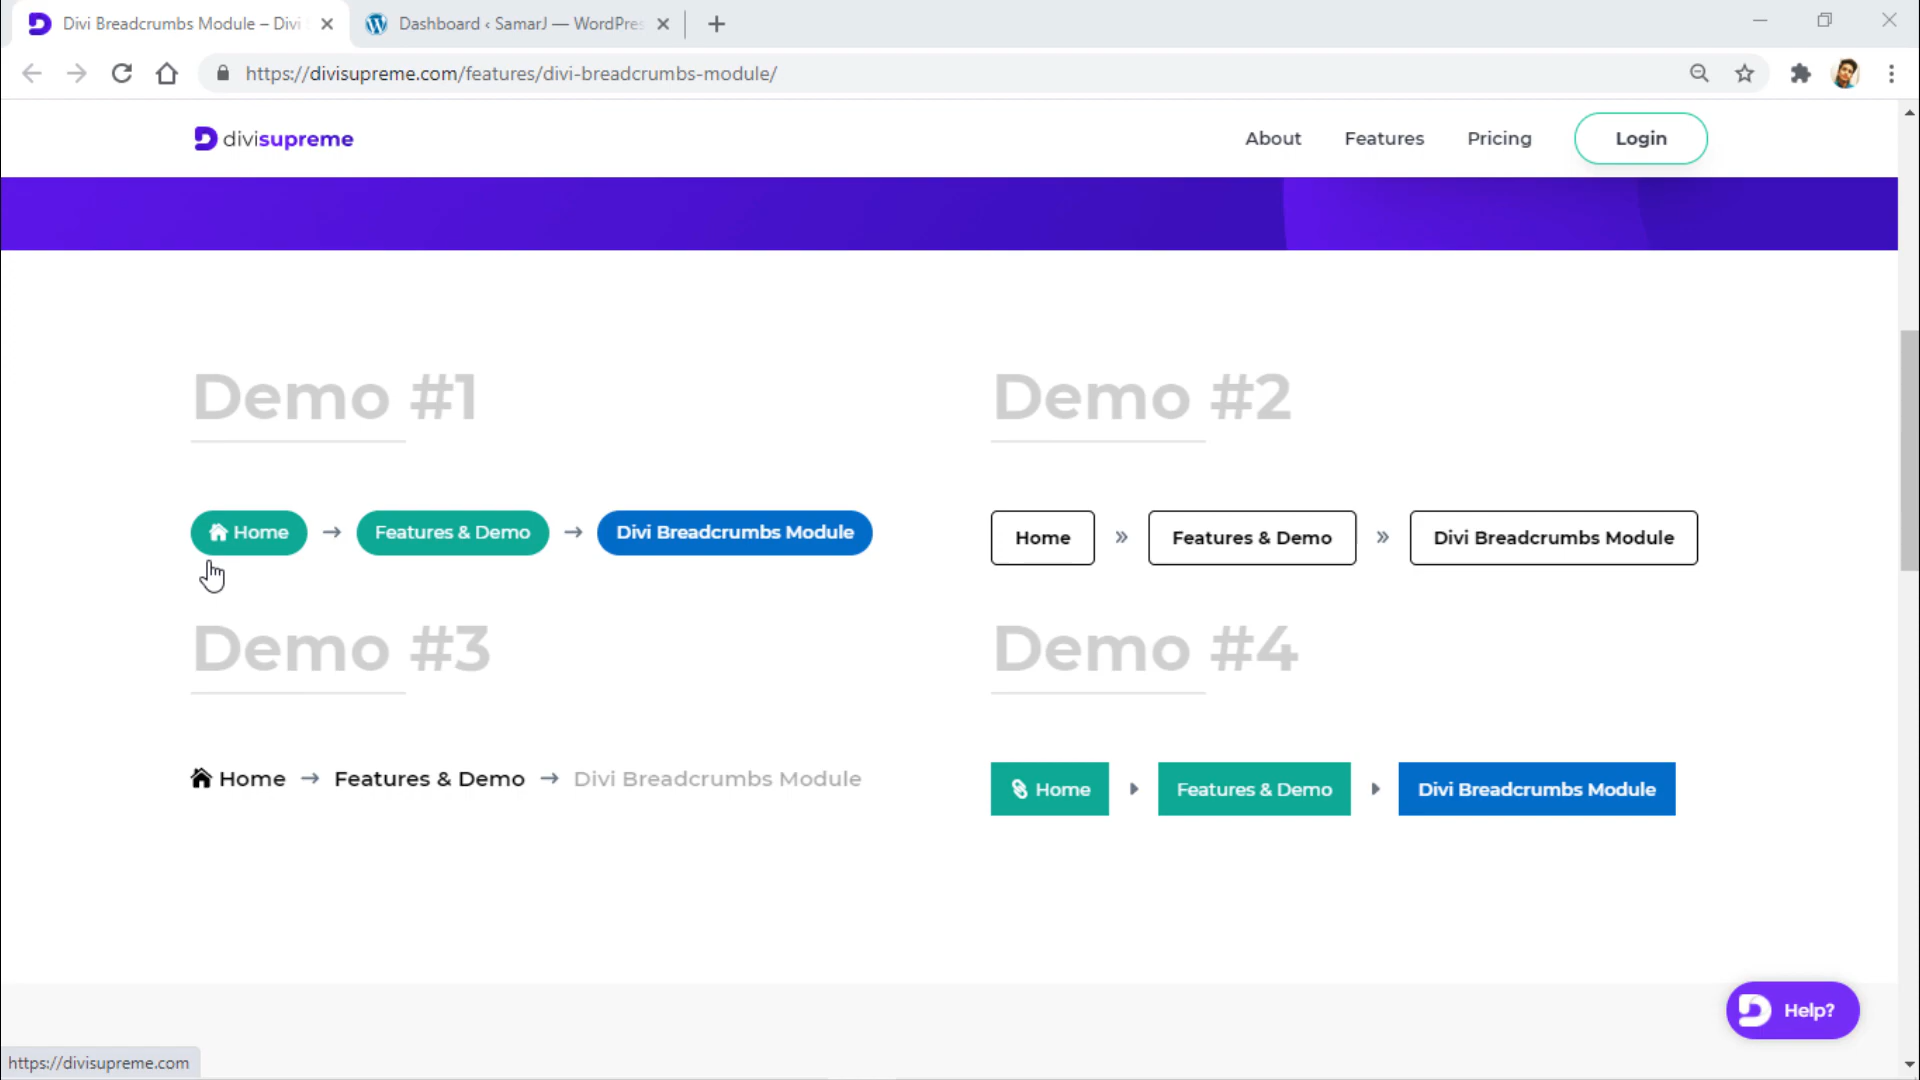 Divi Breadcrumbs Module – Divi
Dashboard ‹ SamarJ — WordPres
https://divisupreme.com/features/divi-breadcrumbs-module/
divisupreme
About
Features
Pricing
Login
Demo #1
Demo #2
Home → Features & Demo → Divi Breadcrumbs Module
Home » Features & Demo » Divi Breadcrumbs Module
Demo #3
Demo #4
Home → Features & Demo → Divi Breadcrumbs Module
Home Features & Demo Divi Breadcrumbs Module
Help?
https://divisupreme.com